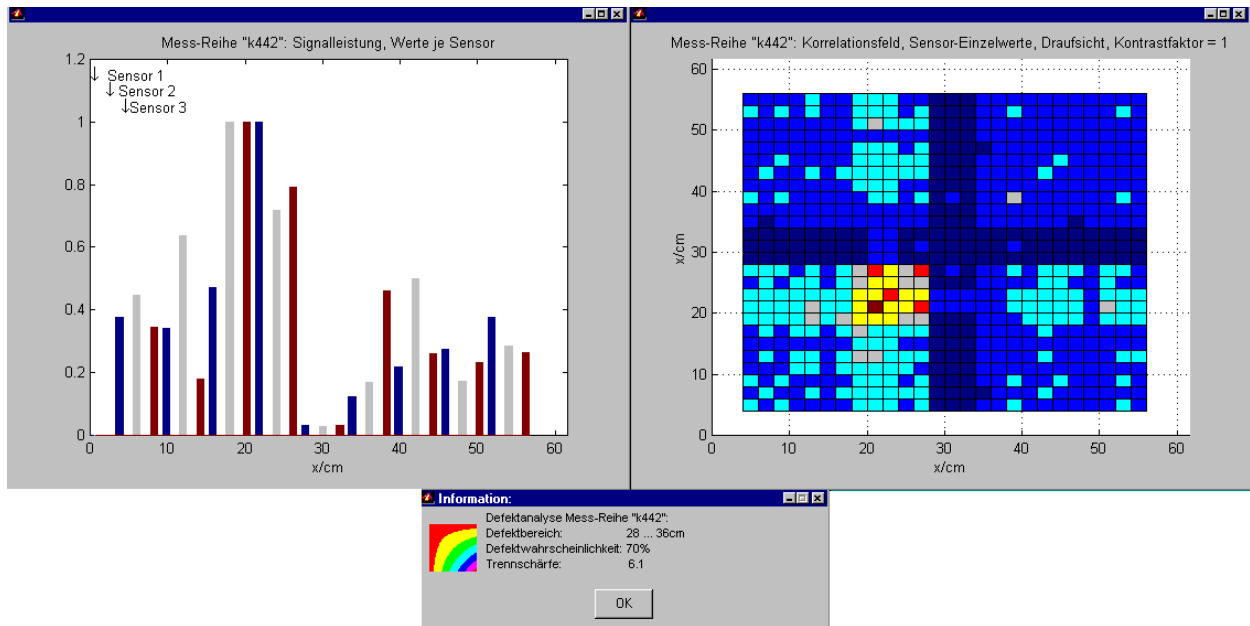 Mess-Reihe "k442": Signalleistung, Werte je Sensor
1.2
1
0.8
0.6
0.4
0.2
0
↓ Sensor 1
↓ Sensor 2
↓Sensor 3
0 10 20 30 40 50 60
x/cm
Mess-Reihe "k442": Korrelationsfeld, Sensor-Einzelwerte, Draufsicht, Kontrastfaktor = 1
60
50
40
30
20
10
0
x/cm
0 10 20 30 40 50 60
x/cm
Information:
Defektanalyse Mess-Reihe "k442":
Defektbereich: 28 ... 36cm
Defektwahrscheinlichkeit: 70%
Trennschärfe: 6.1
OK